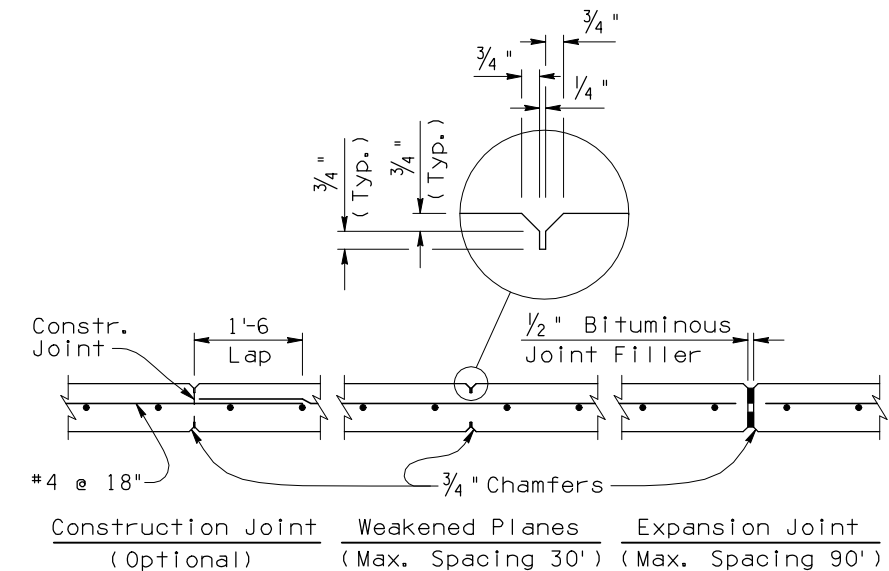 3/4 "
3/4 "
1/4 "
3/4 "
(Typ.)
3/4 "
(Typ.)
Constr.
Joint
1'-6
Lap
1/2 " Bituminous
Joint Filler
#4 @ 18"
3/4 " Chamfers
Construction Joint
(Optional)
Weakened Planes
(Max. Spacing 30')
Expansion Joint
(Max. Spacing 90')